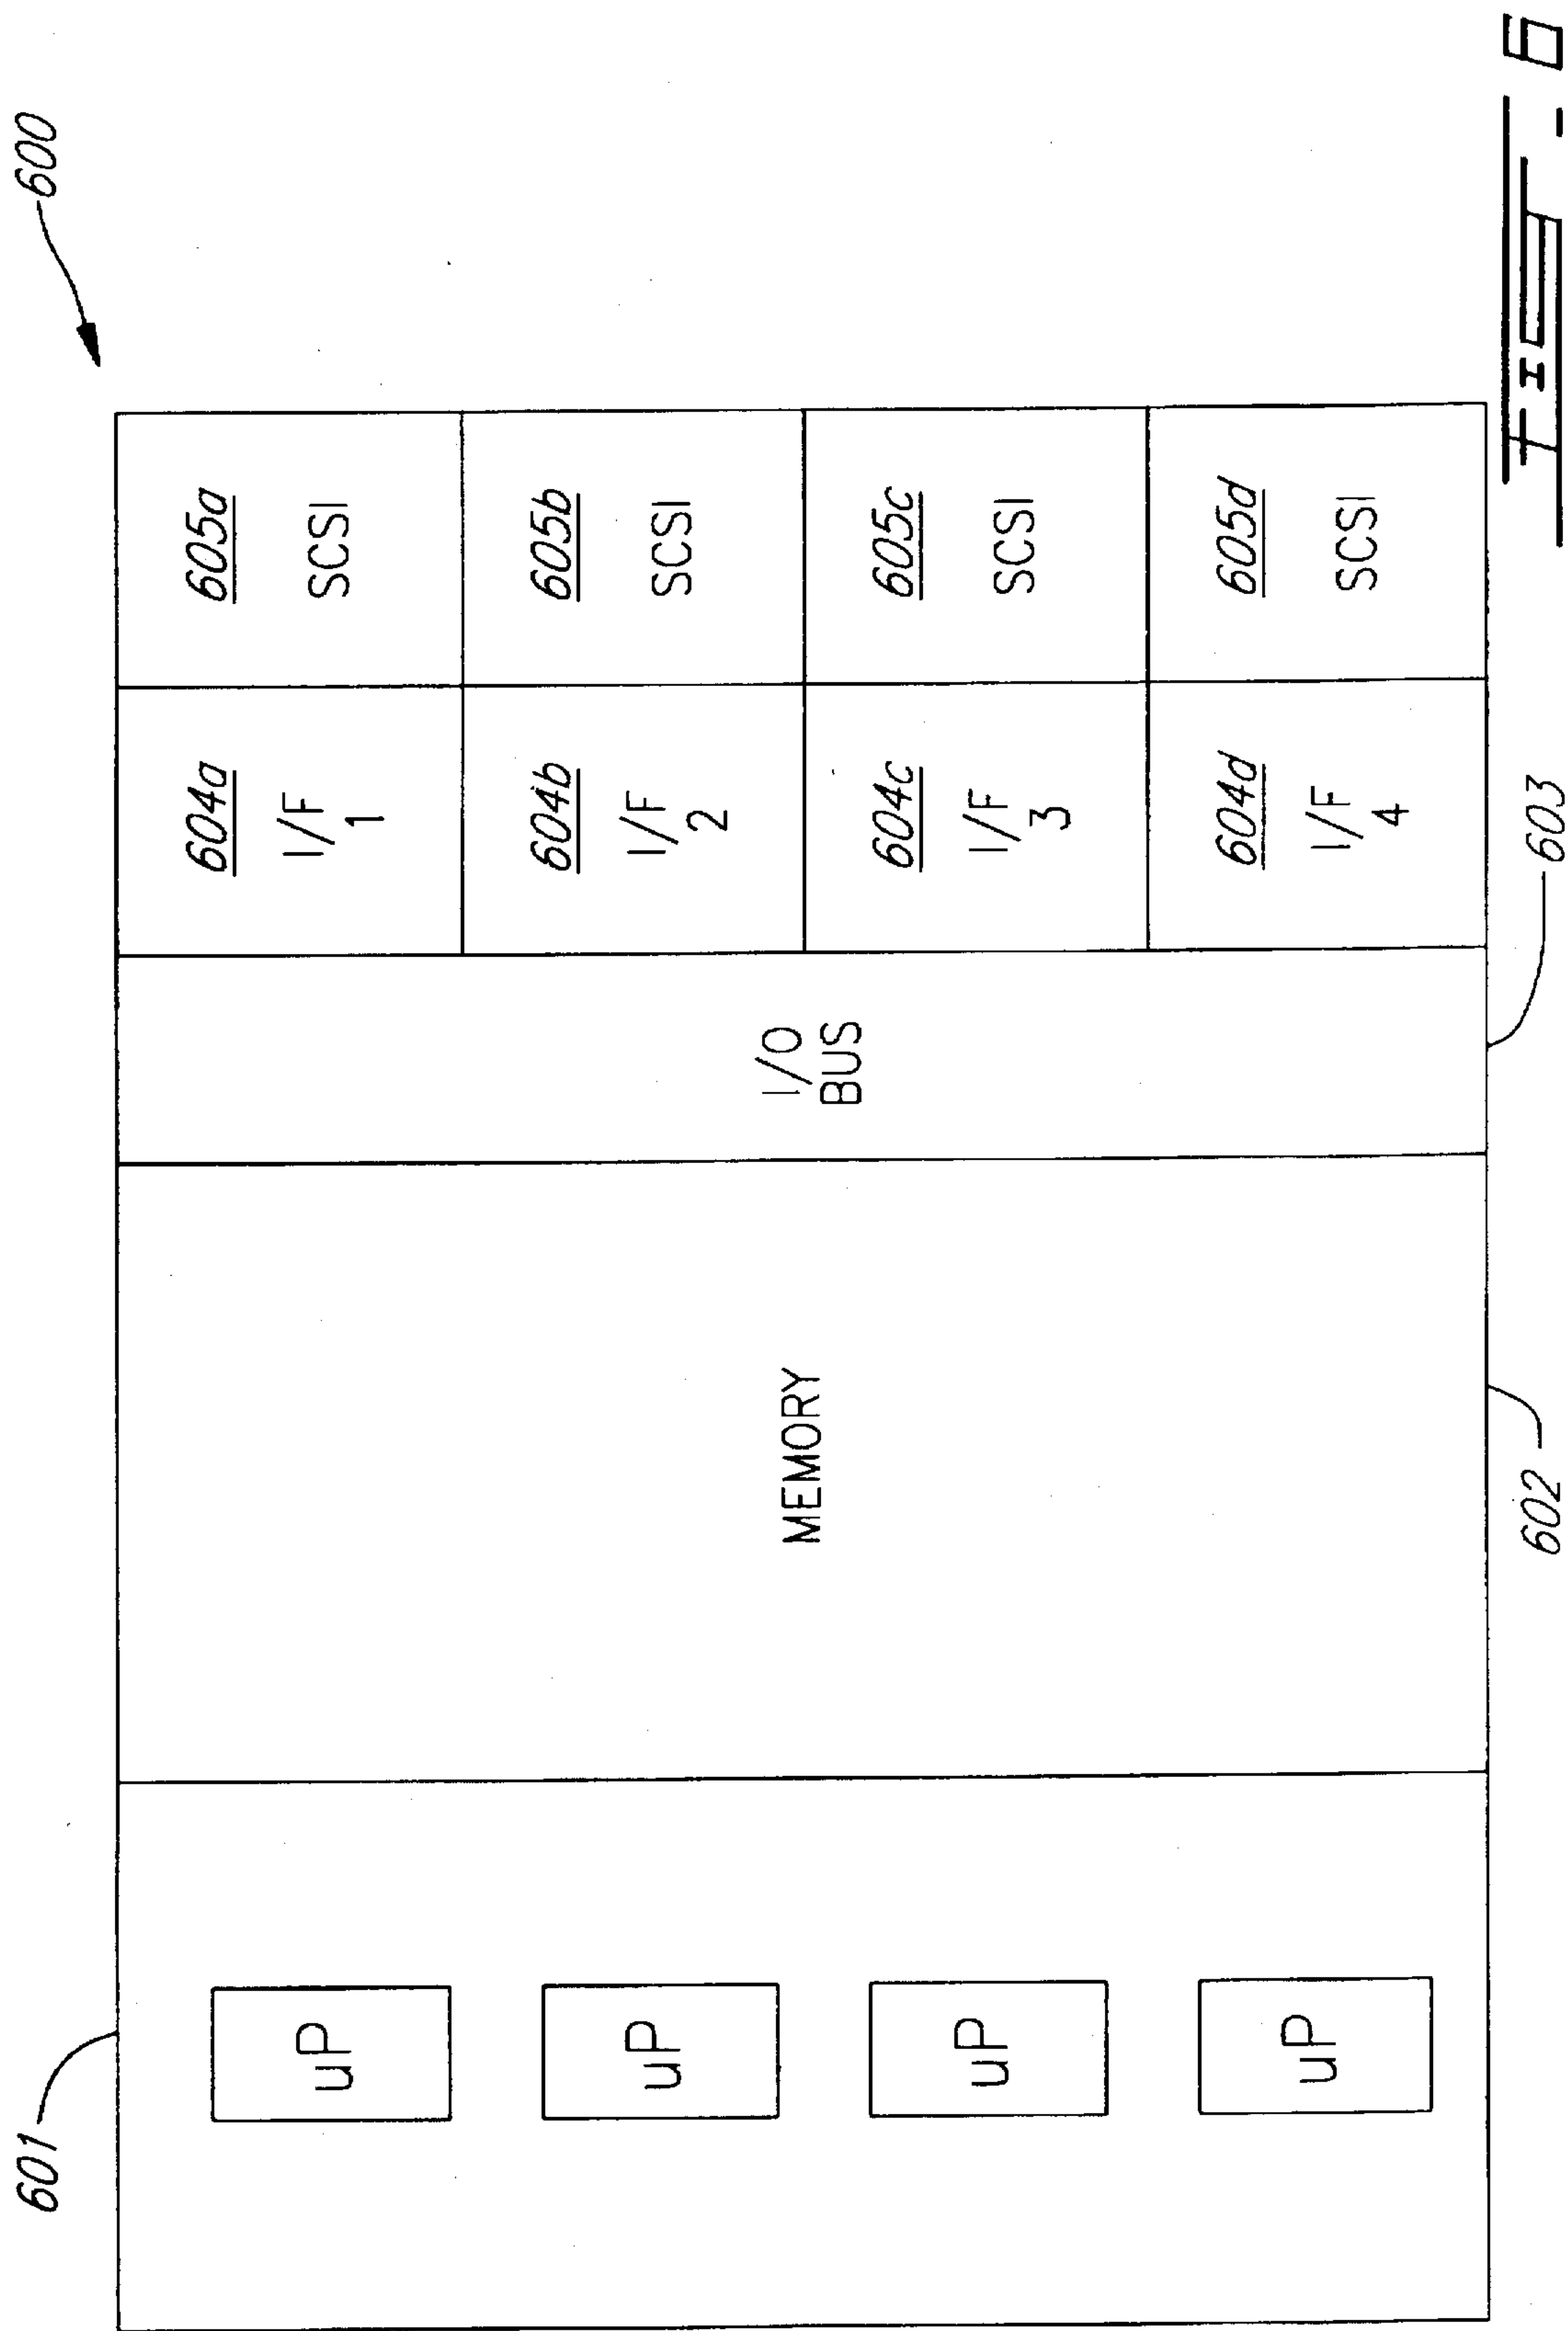 600
601
uP
uP
uP
uP
MEMORY
602
I/O
BUS
603
604a
I/F
1
604b
I/F
2
604c
I/F
3
604d
I/F
4
605a
SCSI
605b
SCSI
605c
SCSI
605d
SCSI
FIG. 6